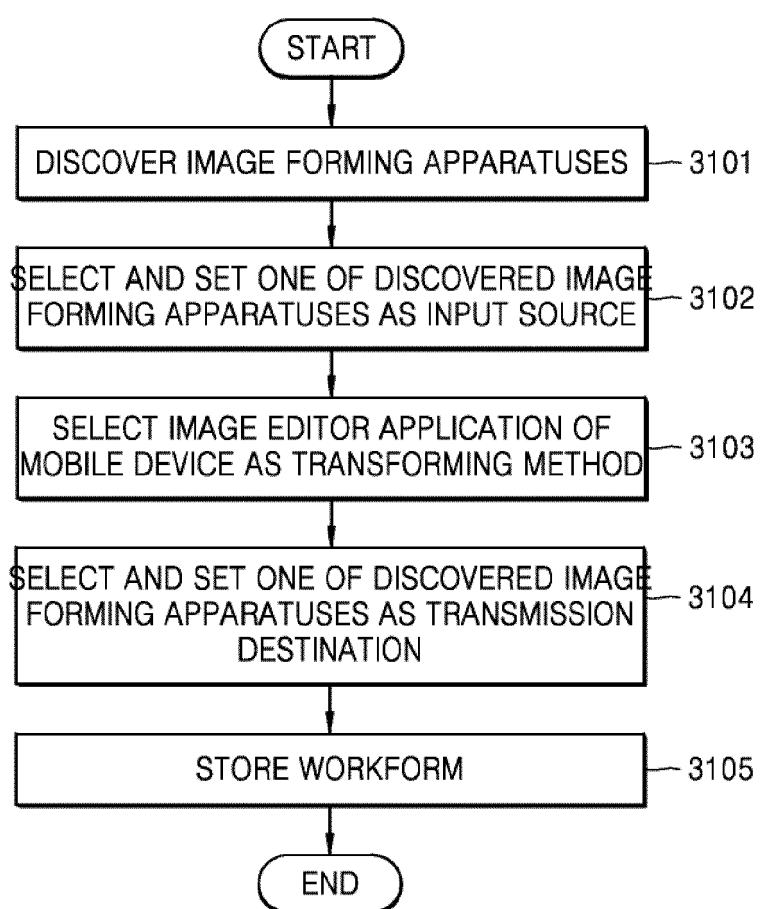 START
DISCOVER IMAGE FORMING APPARATUSES
3101
SELECT AND SET ONE OF DISCOVERED IMAGE
FORMING APPARATUSES AS INPUT SOURCE
3102
SELECT IMAGE EDITOR APPLICATION OF
MOBILE DEVICE AS TRANSFORMING METHOD
3103
SELECT AND SET ONE OF DISCOVERED IMAGE
FORMING APPARATUSES AS TRANSMISSION
DESTINATION
3104
STORE WORKFORM
3105
END